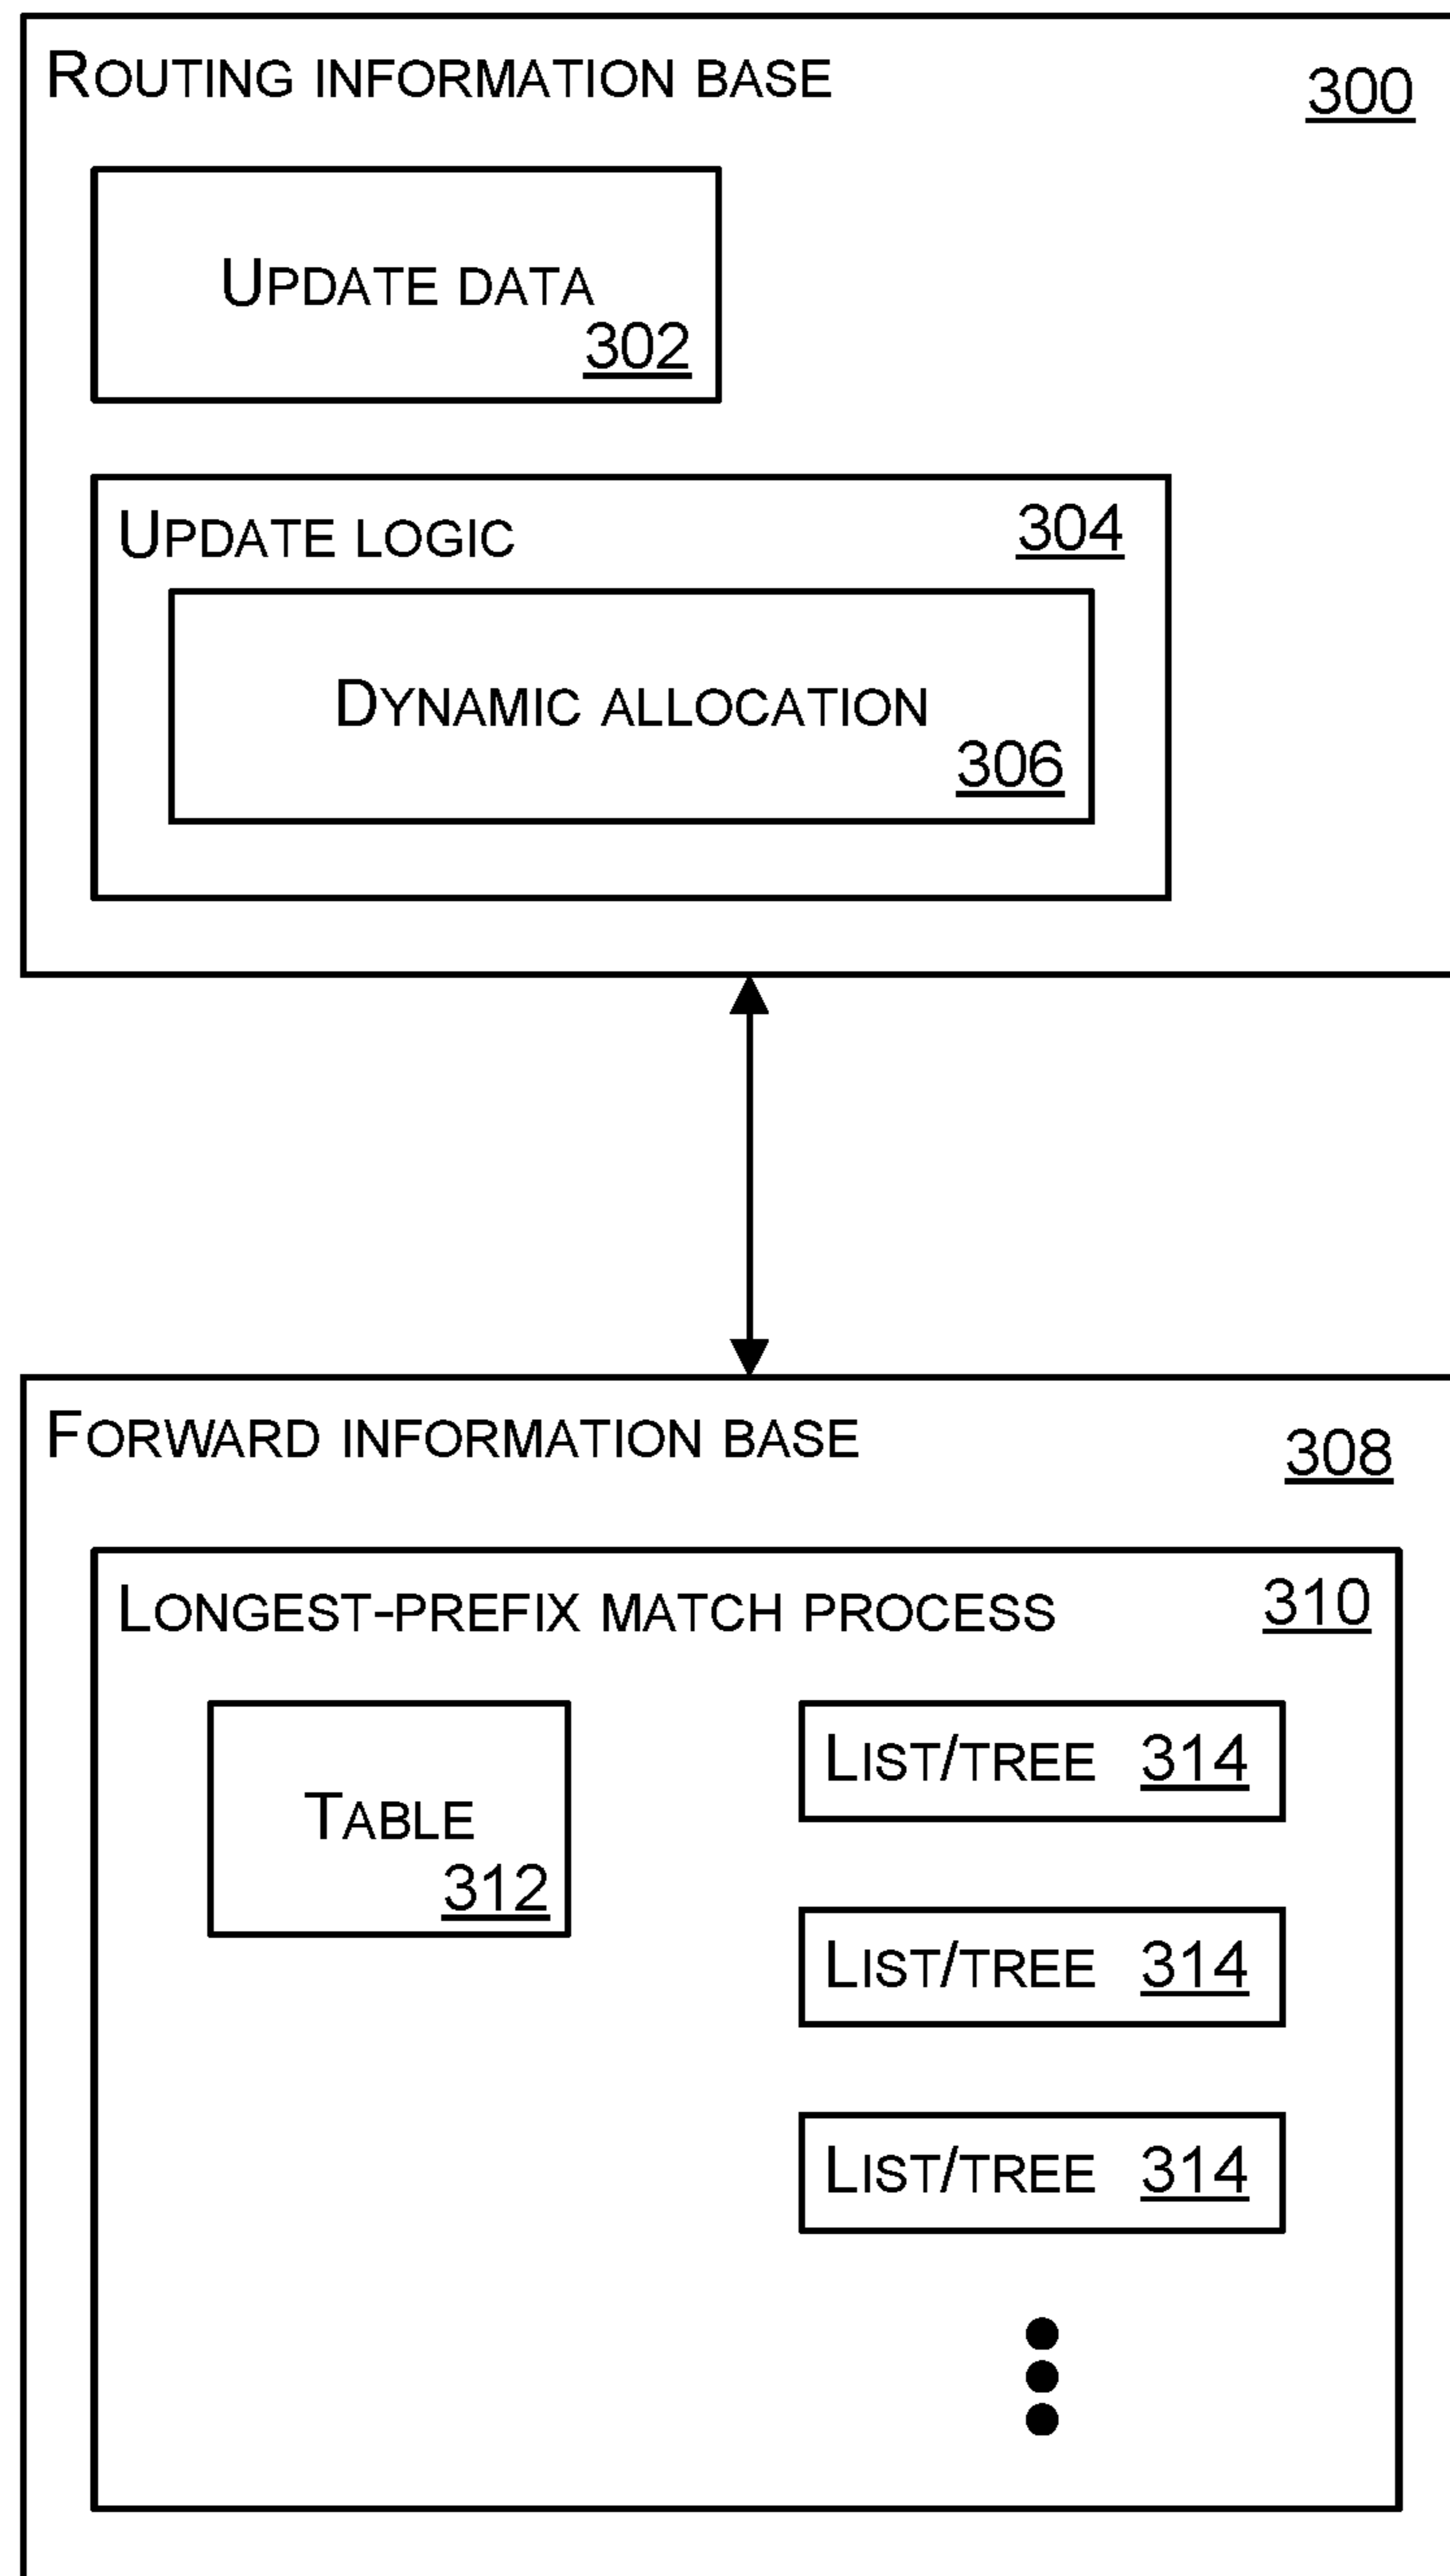 ROUTING INFORMATION BASE 300
UPDATE DATA
302
UPDATE LOGIC 304
DYNAMIC ALLOCATION
306
FORWARD INFORMATION BASE 308
LONGEST-PREFIX MATCH PROCESS 310
TABLE
312
LIST/TREE 314
LIST/TREE 314
LIST/TREE 314